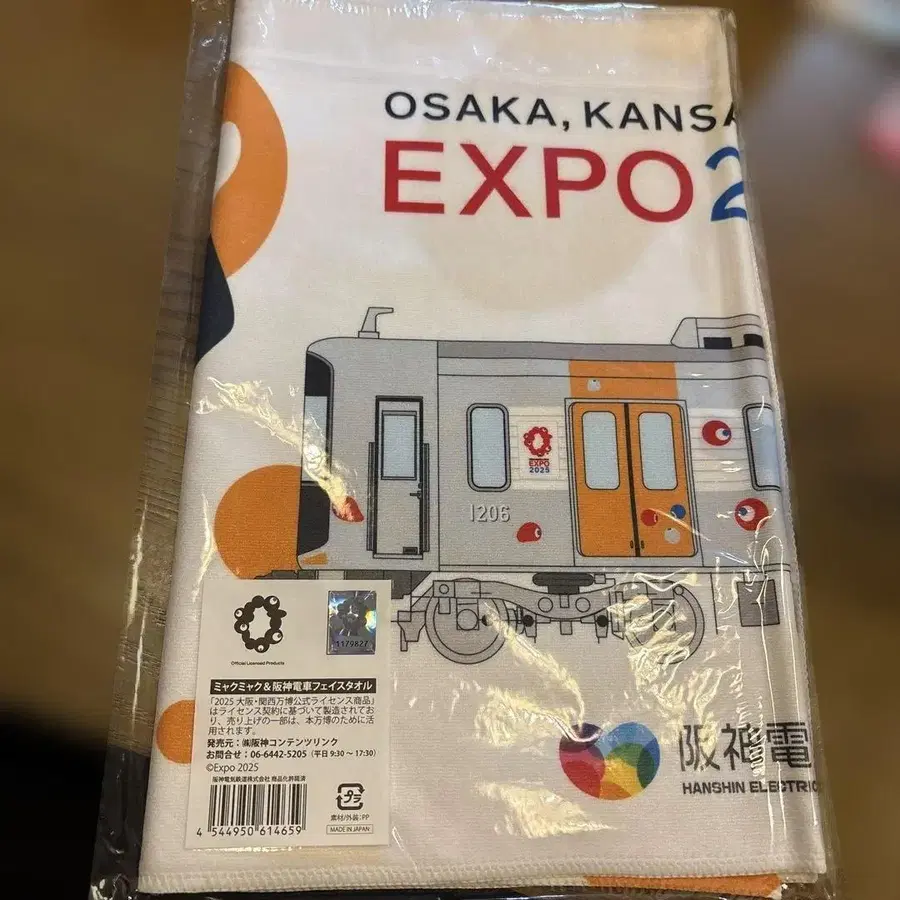 OSAKA, KANSA
EXPO2
EXPO
2025
1206
Official Licensed Products
1179827
ミャクミャク＆阪神電車フェイスタオル
「2025 大阪・関西万博公式ライセンス商品」
はライセンス契約に基づいて製造されてお
り、売り上げの一部は、本万博のために活
用されます。
発売元：㈱阪神コンテンツリンク
お問合せ：06-6442-5205（平日 9:30 〜 17:30）
©Expo 2025
阪神電気鉄道株式会社 商品化許諾済
4 544950 614659
プラ
素材/外装:PP
MADE IN JAPAN
阪神電
HANSHIN ELECTRIC